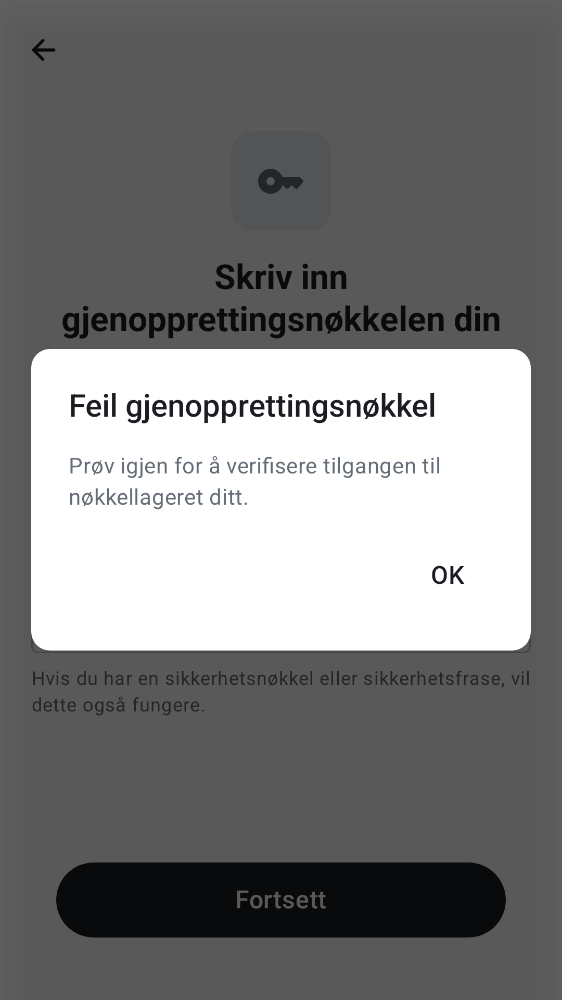 Skriv inn
gjenopprettingsnøkkelen din
Feil gjenopprettingsnøkkel
Prøv igjen for å verifisere tilgangen til
nøkkellageret ditt.
OK
Hvis du har en sikkerhetsnøkkel eller sikkerhetsfrase, vil
dette også fungere.
Fortsett